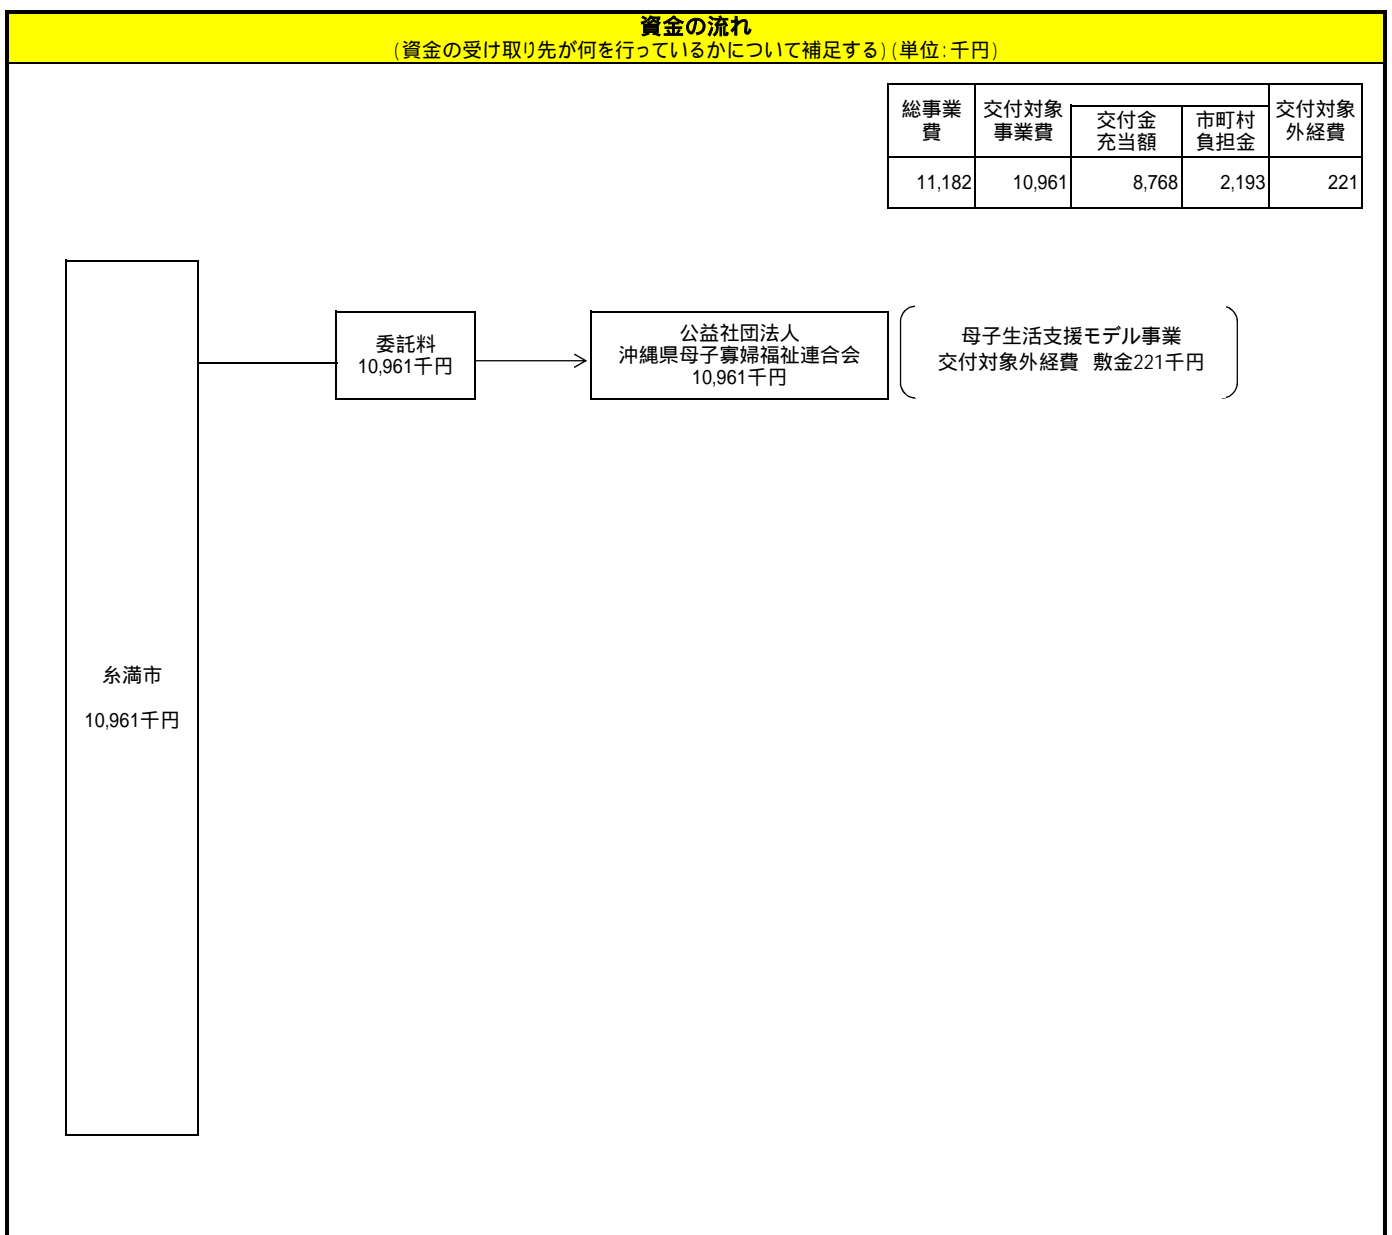 資金の流れ
(資金の受け取り先が何を行っているかについて補足する)(単位:千円)
総事業
費
交付対象
事業費
交付金
充当額
市町村
負担金
交付対象
外経費
11,182 10,961 8,768 2,193 221
委託料
10,961千円
公益社団法人
沖縄県母子寡婦福祉連合会
10,961千円
母子生活支援モデル事業
交付対象外経費 敷金221千円
糸満市
10,961千円